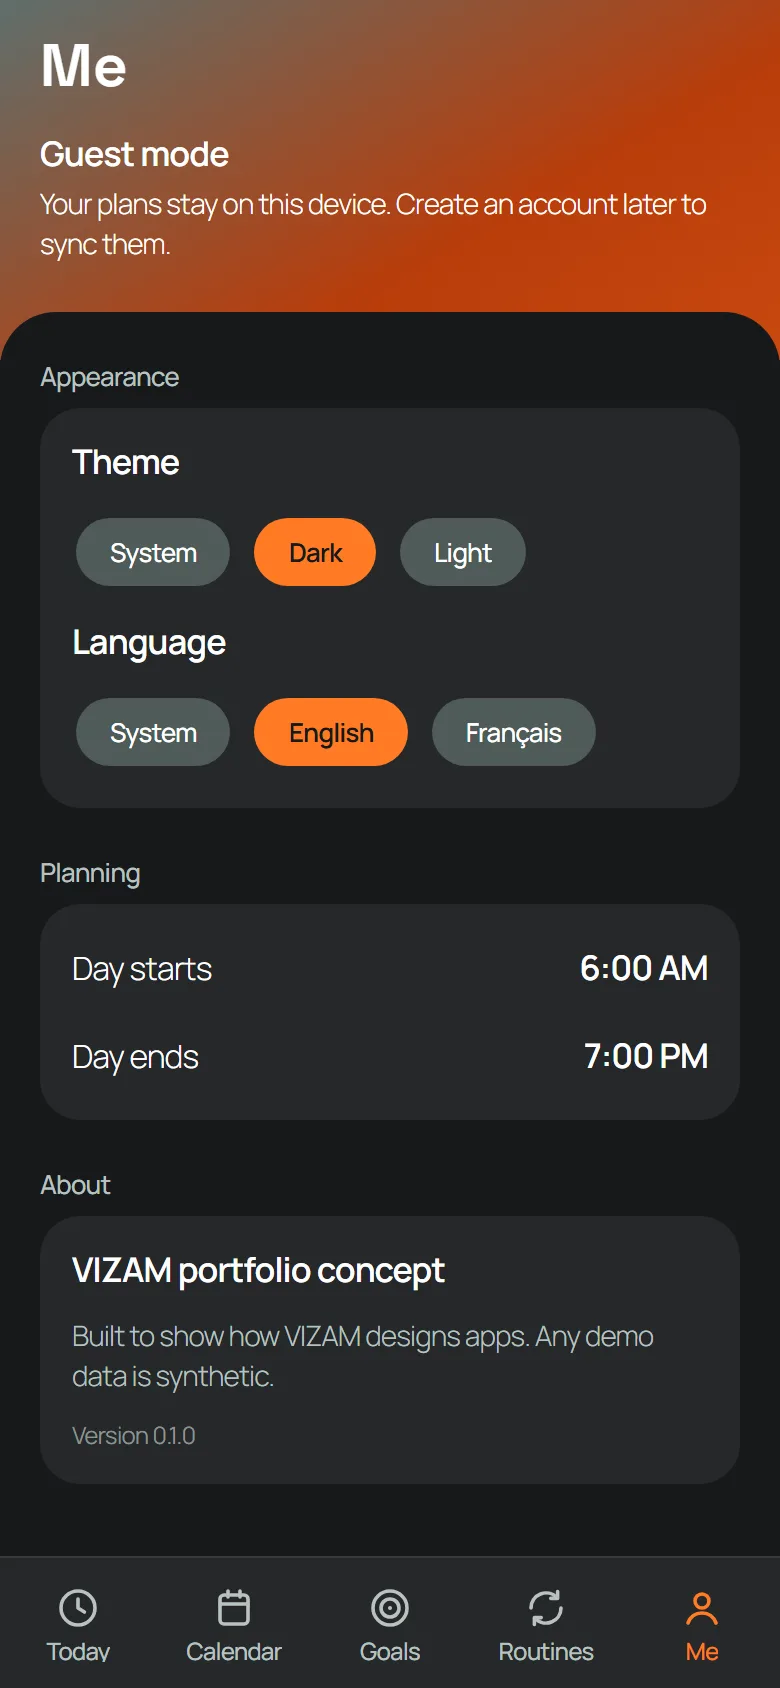 Me
Guest mode
Your plans stay on this device. Create an account later to
sync them.
Appearance
Theme
System Dark Light
Language
System English Français
Planning
Day starts 6:00 AM
Day ends 7:00 PM
About
VIZAM portfolio concept
Built to show how VIZAM designs apps. Any demo
data is synthetic.
Version 0.1.0
Today Calendar Goals Routines Me